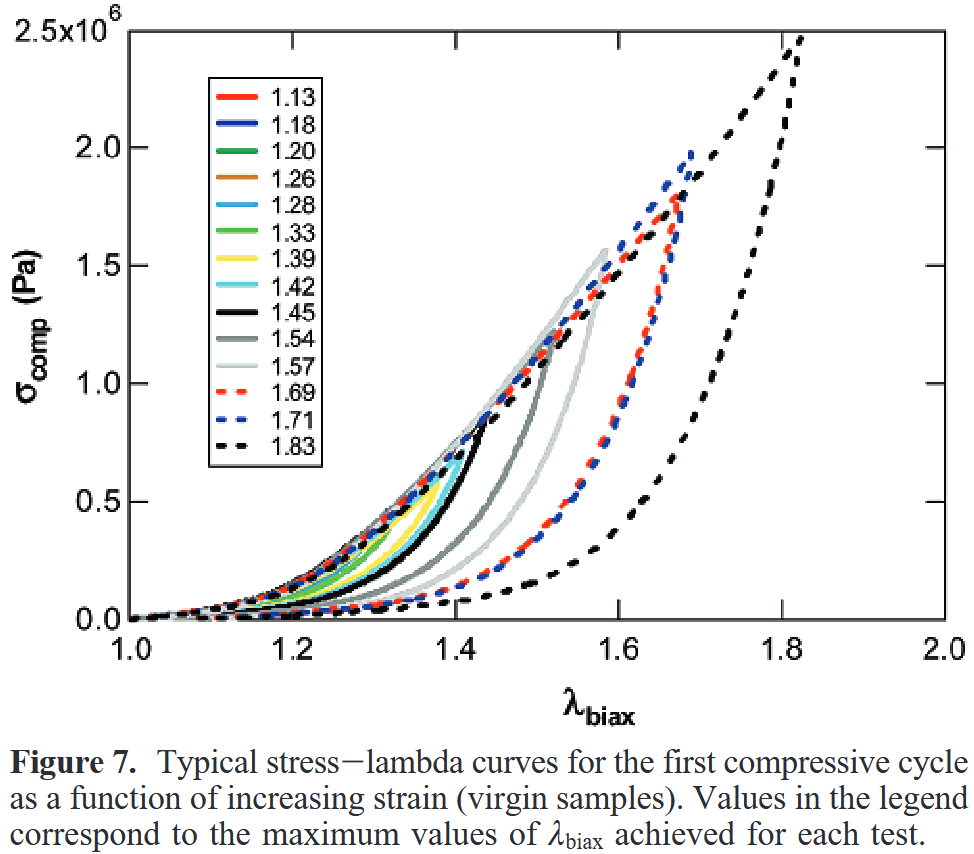 2.5x10⁶
2.0
1.5
1.0
0.5
0.0
σcomp (Pa)
1.13
1.18
1.20
1.26
1.28
1.33
1.39
1.42
1.45
1.54
1.57
1.69
1.71
1.83
1.0 1.2 1.4 1.6 1.8 2.0
λbiax
Figure 7. Typical stress−lambda curves for the first compressive cycle
as a function of increasing strain (virgin samples). Values in the legend
correspond to the maximum values of λbiax achieved for each test.